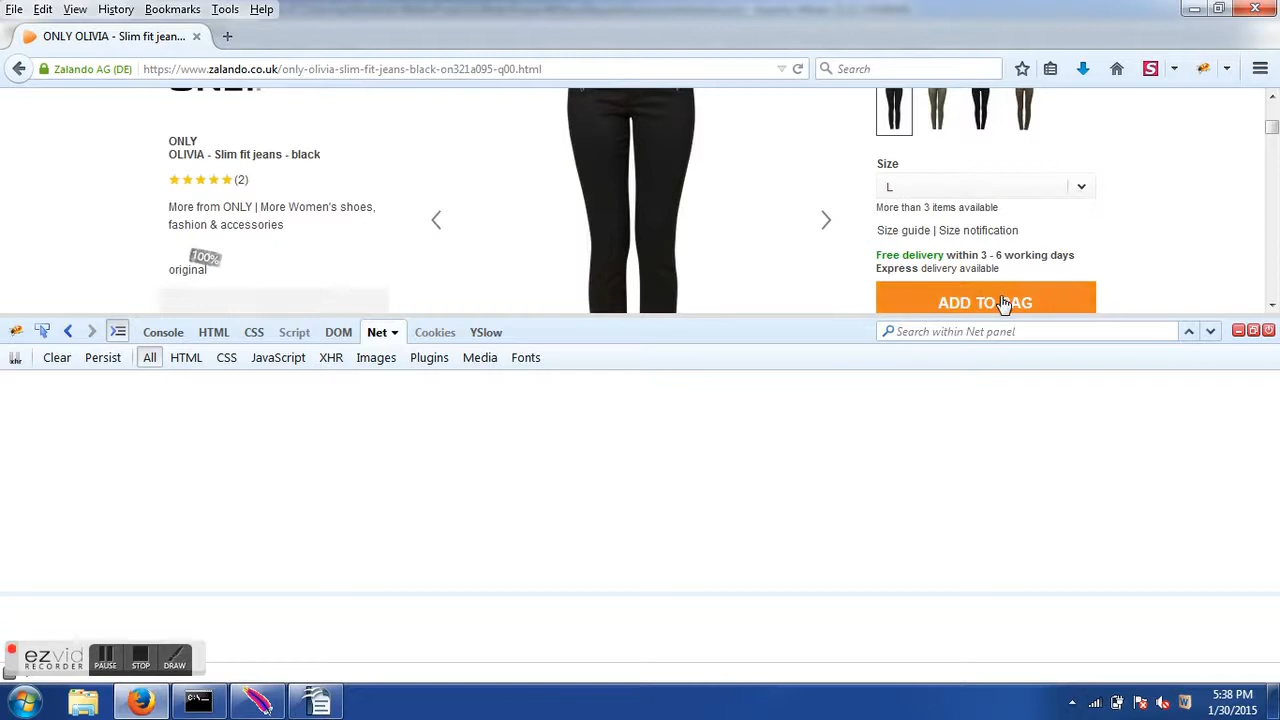 File Edit View History Bookmarks Tools Help
ONLY OLIVIA - Slim fit jean...
Zalando AG (DE) https://www.zalando.co.uk/only-olivia-slim-fit-jeans-black-on321a095-q00.html Search
ONLY
OLIVIA - Slim fit jeans - black
(2)
More from ONLY | More Women's shoes,
fashion & accessories
100%
original
Size
L
More than 3 items available
Size guide | Size notification
Free delivery within 3 - 6 working days
Express delivery available
ADD TO BAG
Console HTML CSS Script DOM Net Cookies YSlow Search within Net panel
xhr Clear Persist All HTML CSS JavaScript XHR Images Plugins Media Fonts
ezvid
RECORDER
PAUSE STOP DRAW
5:38 PM
1/30/2015